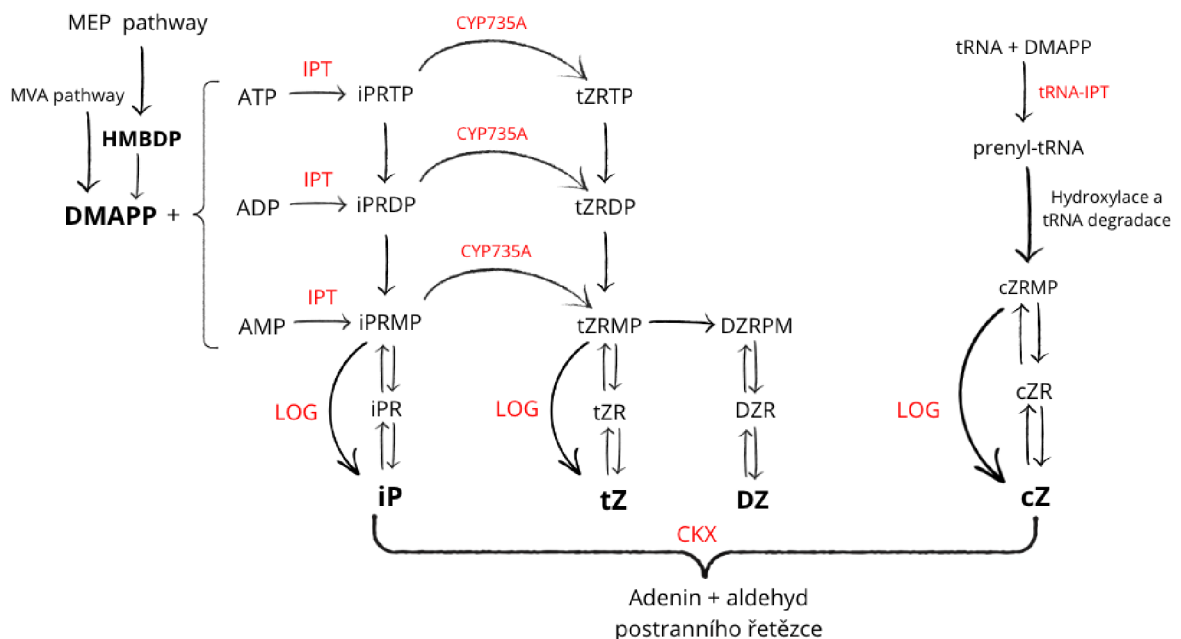 MEP pathway
CYP735A
tRNA + DMAPP
IPT
MVA pathway
ATP
iPRTP
tZRTP
tRNA-IPT
HMBDP
CYP735A
prenyl-tRNA
IPT
DMAPP +
ADP
iPRDP
tZRDP
Hydroxylace a
tRNA degradace
CYP735A
cZRMP
IPT
AMP
iPRMP
tZRMP
DZRPM
LOG
iPR
LOG
tZR
DZR
LOG
cZR
iP
tZ
DZ
cZ
CKX
Adenin + aldehyd
postranního řetězce